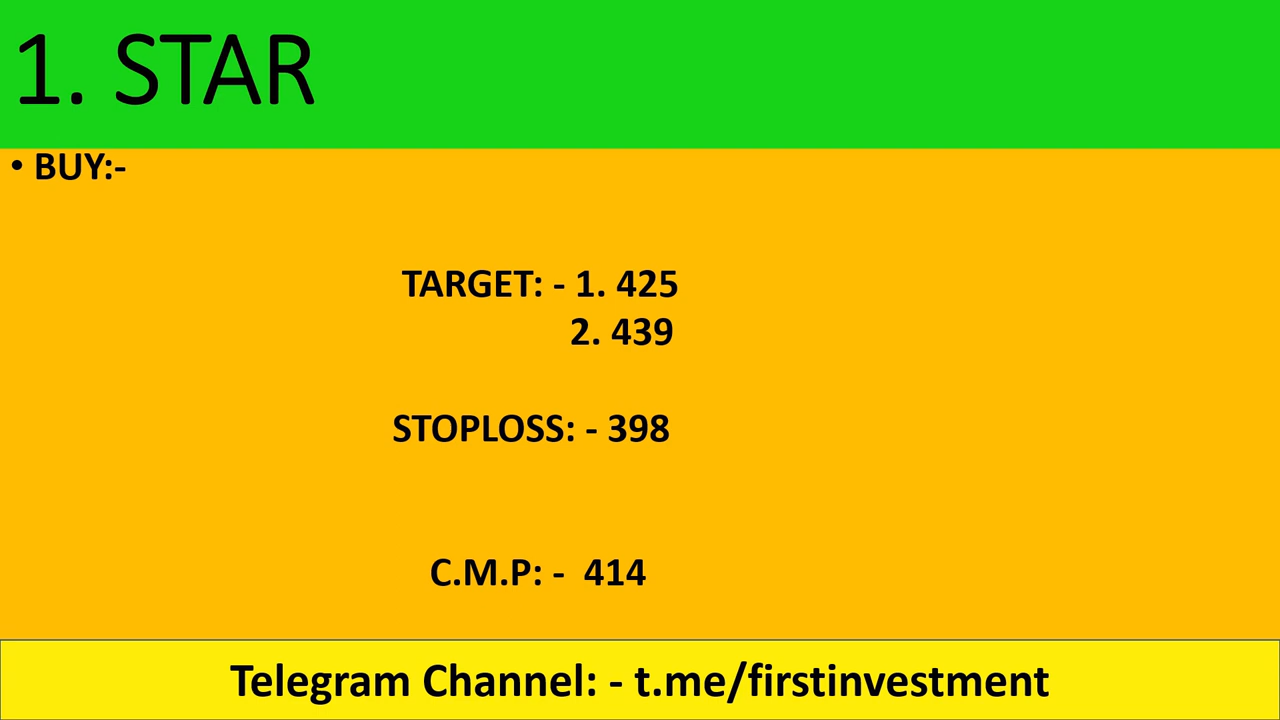 1. STAR
• BUY:-
TARGET: - 1. 425
2. 439
STOPLOSS: - 398
C.M.P: - 414
Telegram Channel: - t.me/firstinvestment